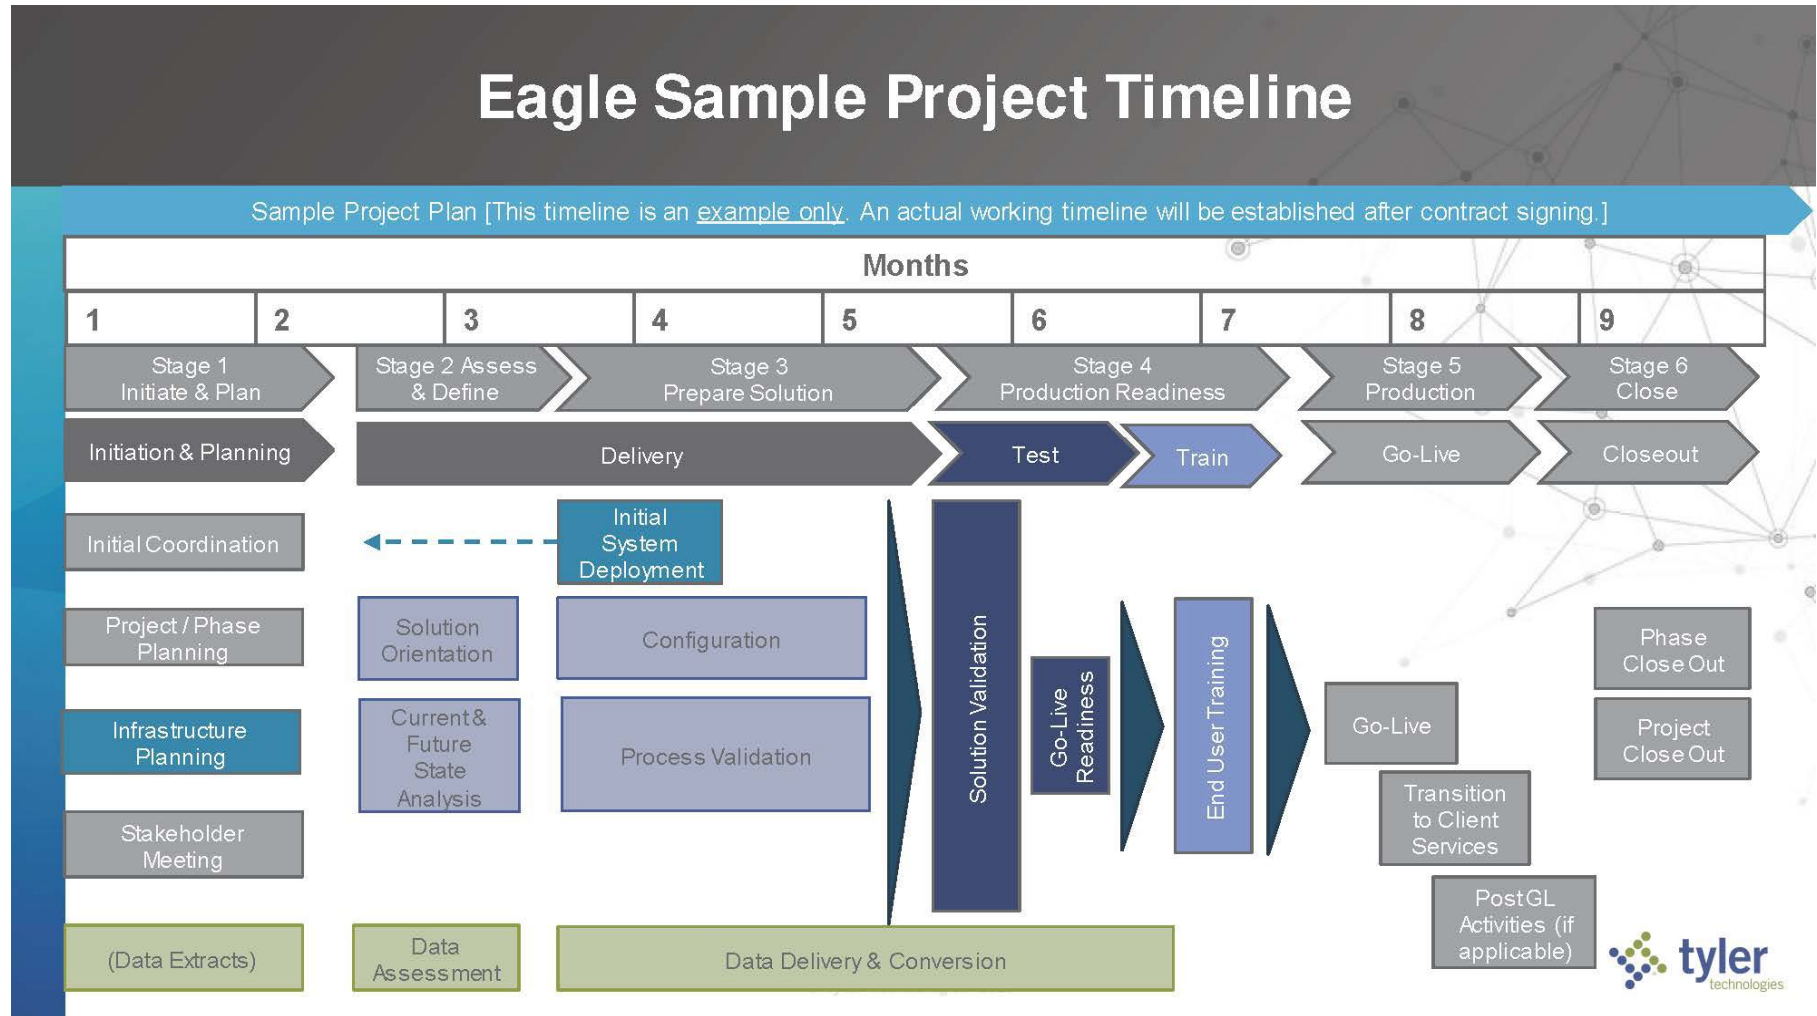 Eagle Sample Project Timeline
Sample Project Plan [This timeline is an example only. An actual working timeline will be established after contract signing.]
Months
1 2 3 4 5 6 7 8 9
Stage 1
Initiate & Plan
Stage 2 Assess
& Define
Stage 3
Prepare Solution
Stage 4
Production Readiness
Stage 5
Production
Stage 6
Close
Initiation & Planning
Delivery
Test
Train
Go-Live
Closeout
Initial Coordination
Initial
System
Deployment
Project / Phase
Planning
Solution
Orientation
Configuration
Infrastructure
Planning
Current &
Future
State
Analysis
Process Validation
Stakeholder
Meeting
Solution Validation
Go-Live
Readiness
End User Training
Go-Live
Transition
to Client
Services
Post GL
Activities (if
applicable)
Phase
Close Out
Project
Close Out
(Data Extracts)
Data
Assessment
Data Delivery & Conversion
tyler
technologies